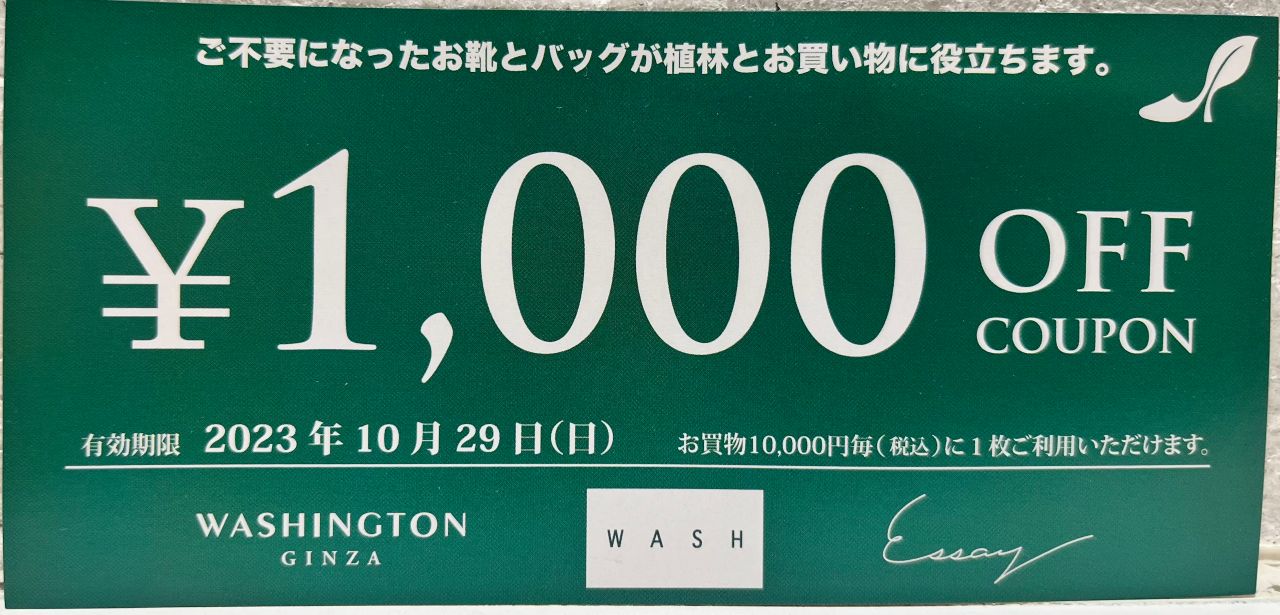 ご不要になったお靴とバッグが植林とお買い物に役立ちます。
¥1,000 OFF
COUPON
有効期限 2023年10月29日(日) お買物10,000円毎(税込)に1枚ご利用いただけます。
WASHINGTON
GINZA
WASH
Essay